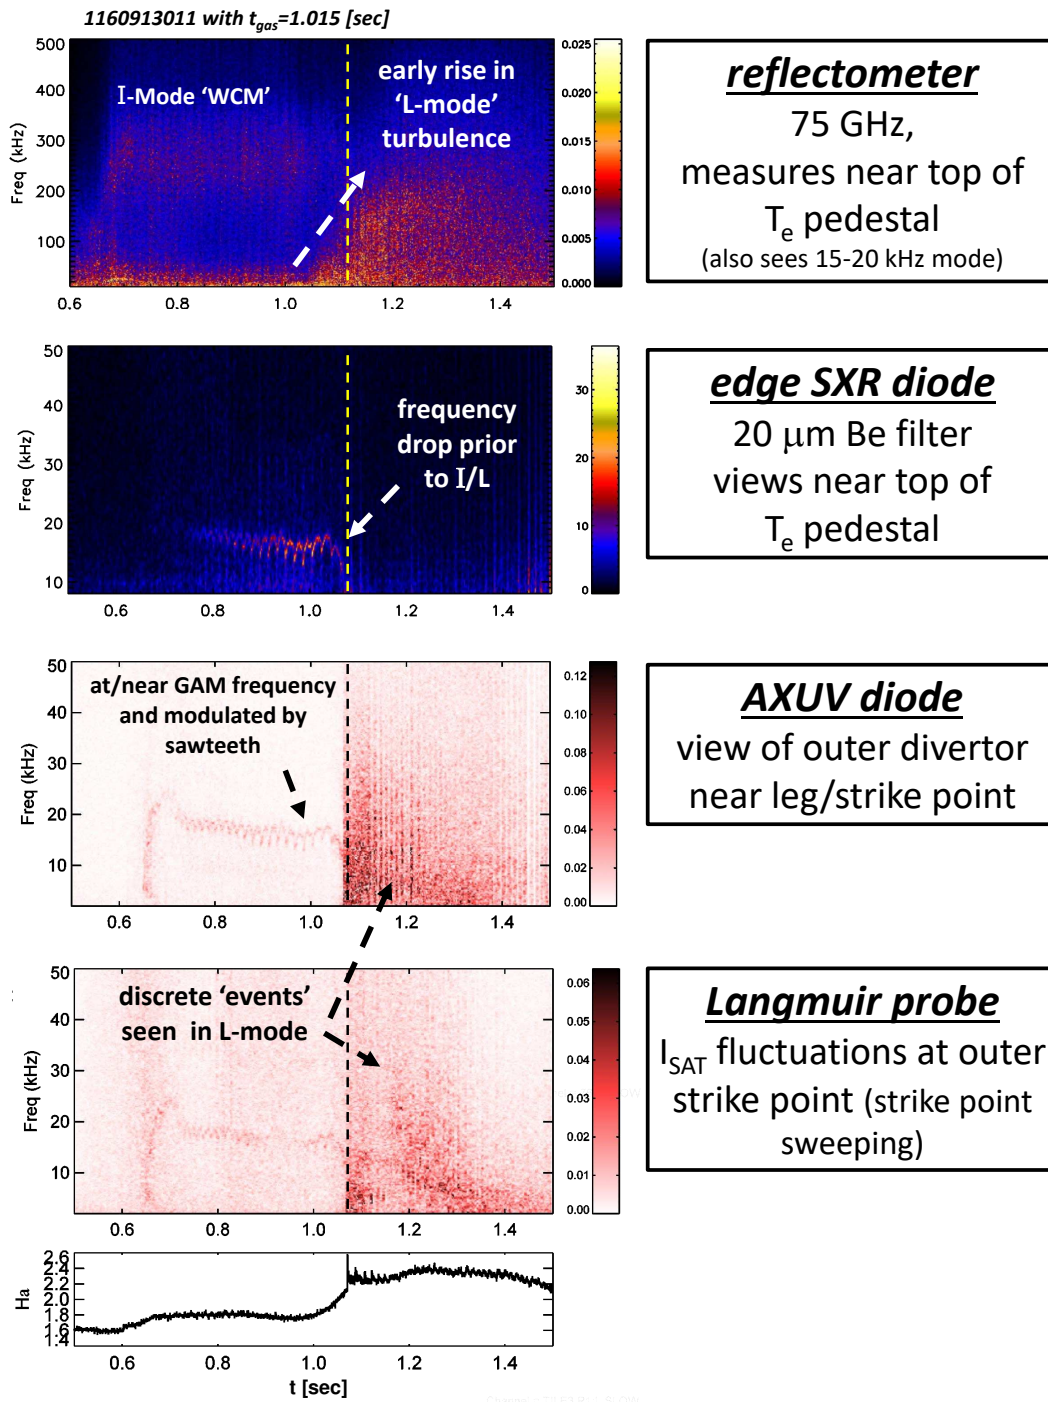 1160913011 with t_gas=1.015 [sec]
500
400
300
200
100
Freq (kHz)
I-Mode 'WCM'
early rise in
'L-mode'
turbulence
0.6 0.8 1.0 1.2 1.4
0.025
0.020
0.015
0.010
0.005
0.000
reflectometer
75 GHz,
measures near top of
Te pedestal
(also sees 15-20 kHz mode)
50
40
30
20
10
Freq (kHz)
frequency
drop prior
to I/L
0.6 0.8 1.0 1.2 1.4
30
20
10
0
edge SXR diode
20 μm Be filter
views near top of
Te pedestal
50
40
30
20
10
Freq (kHz)
at/near GAM frequency
and modulated by
sawteeth
0.6 0.8 1.0 1.2 1.4
0.12
0.10
0.08
0.06
0.04
0.02
0.00
AXUV diode
view of outer divertor
near leg/strike point
50
40
30
20
10
Freq (kHz)
discrete 'events'
seen in L-mode
0.6 0.8 1.0 1.2 1.4
0.06
0.05
0.04
0.03
0.02
0.01
0.00
Langmuir probe
ISAT fluctuations at outer
strike point (strike point
sweeping)
2.6
2.4
2.2
2.0
1.8
1.6
1.4
Ha
0.6 0.8 1.0 1.2 1.4
t [sec]